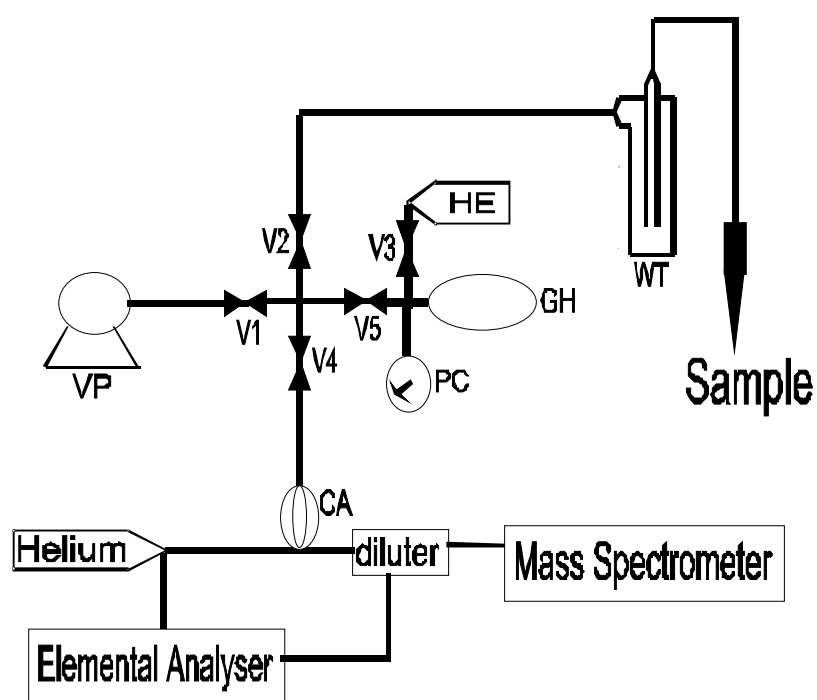 HE
V2
V3
WT
GH
V1
V5
V4
VP
PC
Sample
CA
Helium
diluter
Mass Spectrometer
Elemental Analyser